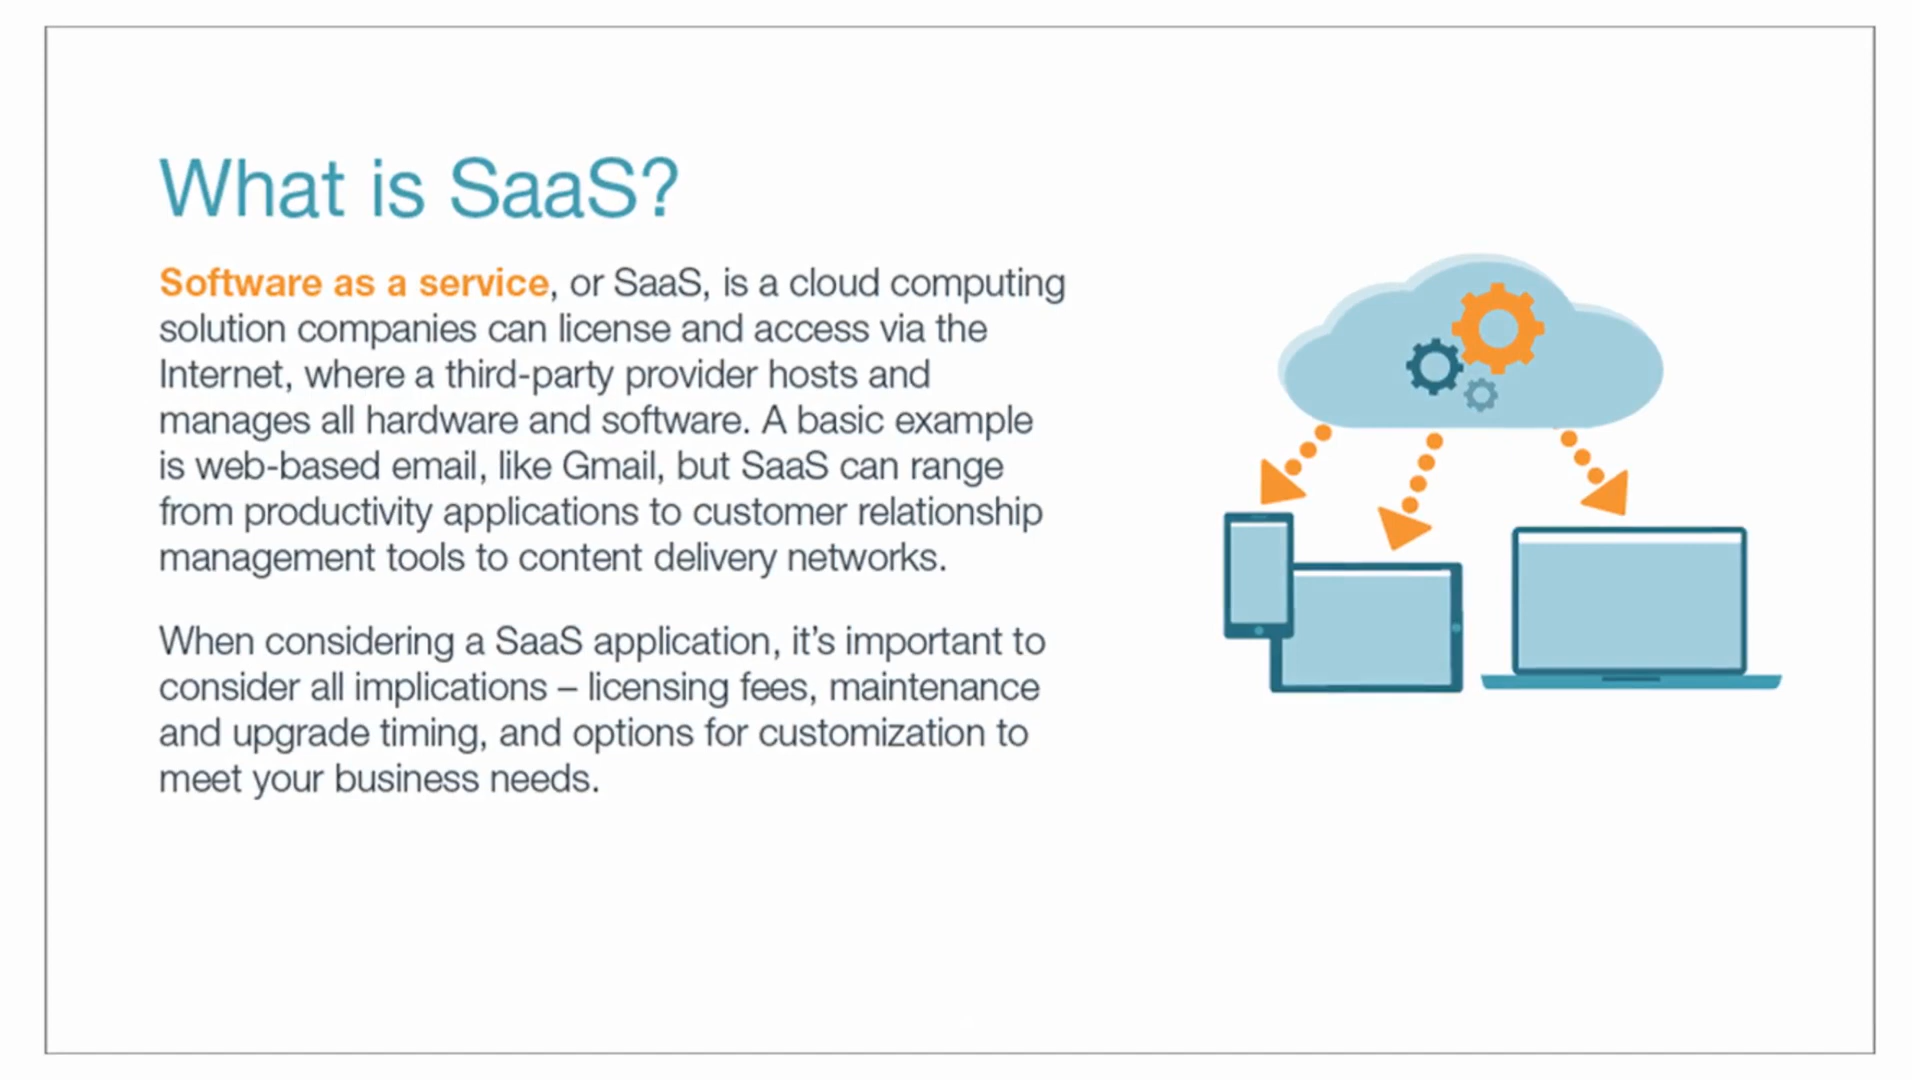 What is SaaS?
Software as a service, or SaaS, is a cloud computing
solution companies can license and access via the
Internet, where a third-party provider hosts and
manages all hardware and software. A basic example
is web-based email, like Gmail, but SaaS can range
from productivity applications to customer relationship
management tools to content delivery networks.
When considering a SaaS application, it’s important to
consider all implications – licensing fees, maintenance
and upgrade timing, and options for customization to
meet your business needs.